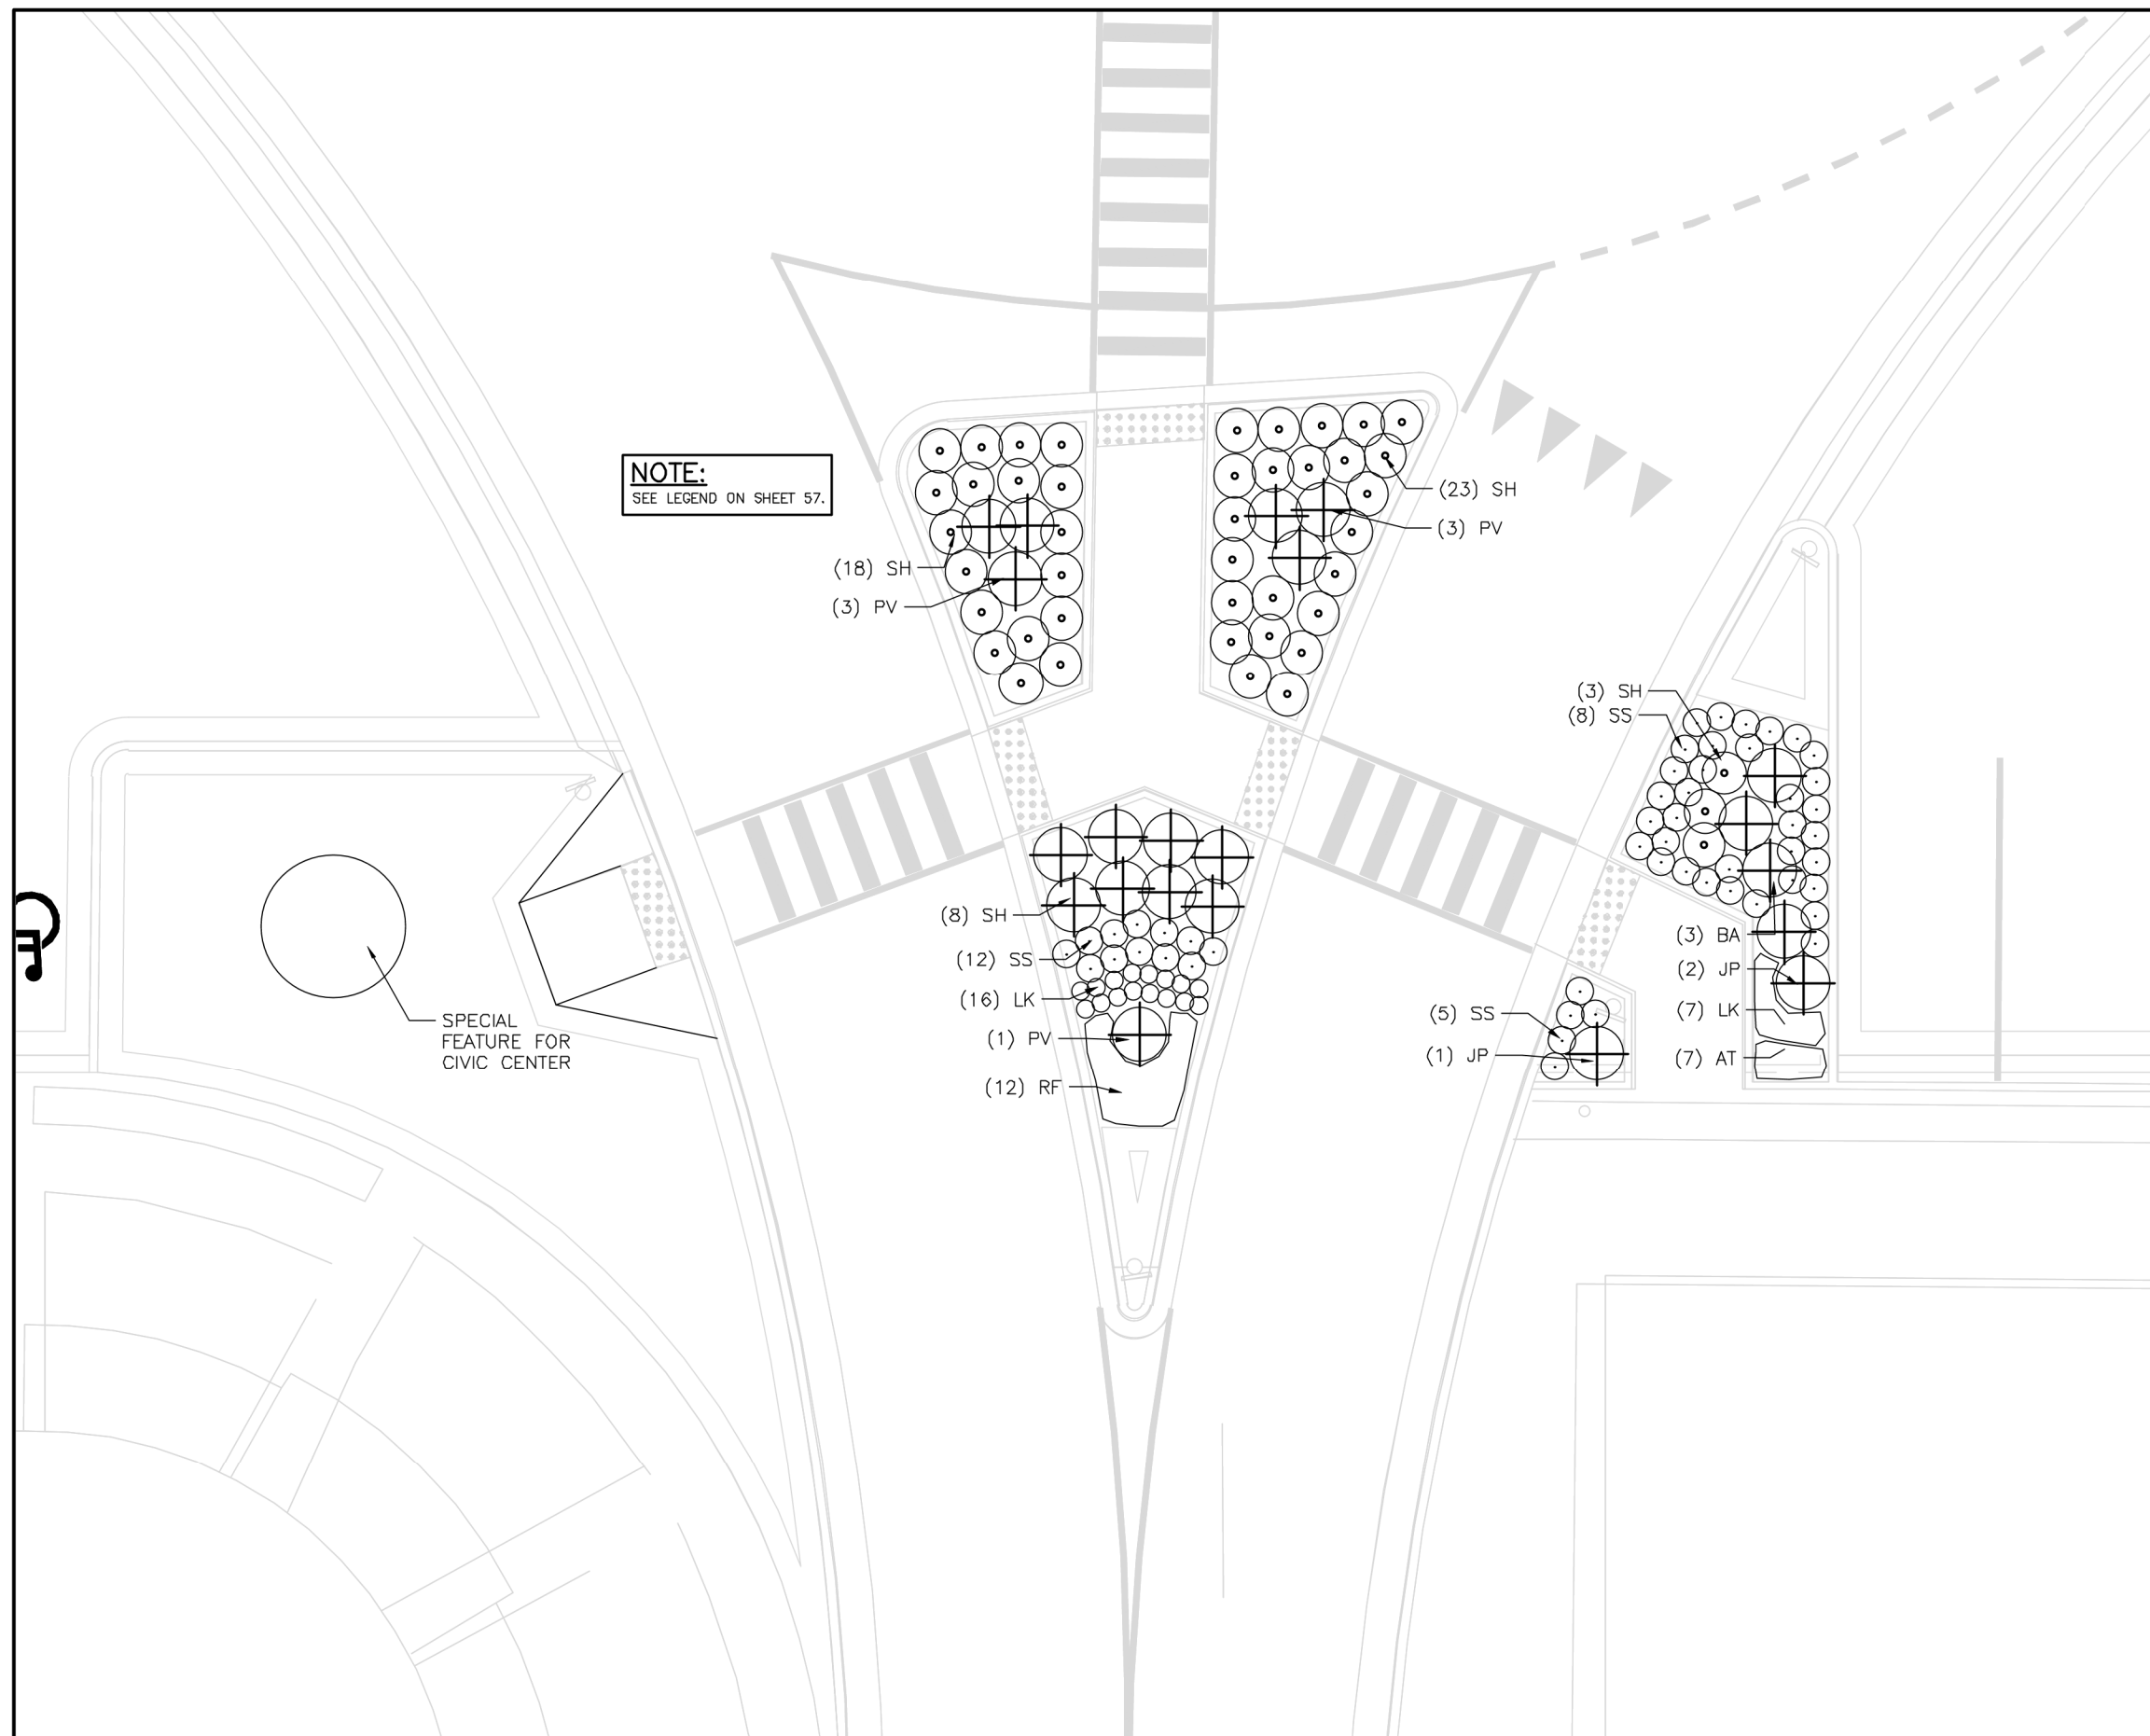 NOTE:
SEE LEGEND ON SHEET 57.
(23) SH
(3) PV
(18) SH
(3) PV
(3) SH
(8) SS
(8) SH
(12) SS
(16) LK
(1) PV
(12) RF
(3) BA
(2) JP
(7) LK
(7) AT
(5) SS
(1) JP
SPECIAL
FEATURE FOR
CIVIC CENTER